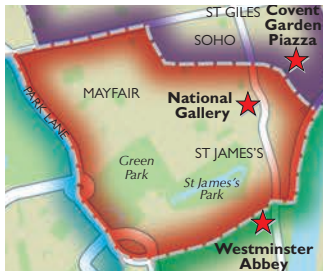 ST GILES
Covent
Garden
Piazza
SOHO
MAYFAIR
PARK LANE
National
Gallery
ST JAMES'S
Green
Park
St James's
Park
Westminster
Abbey